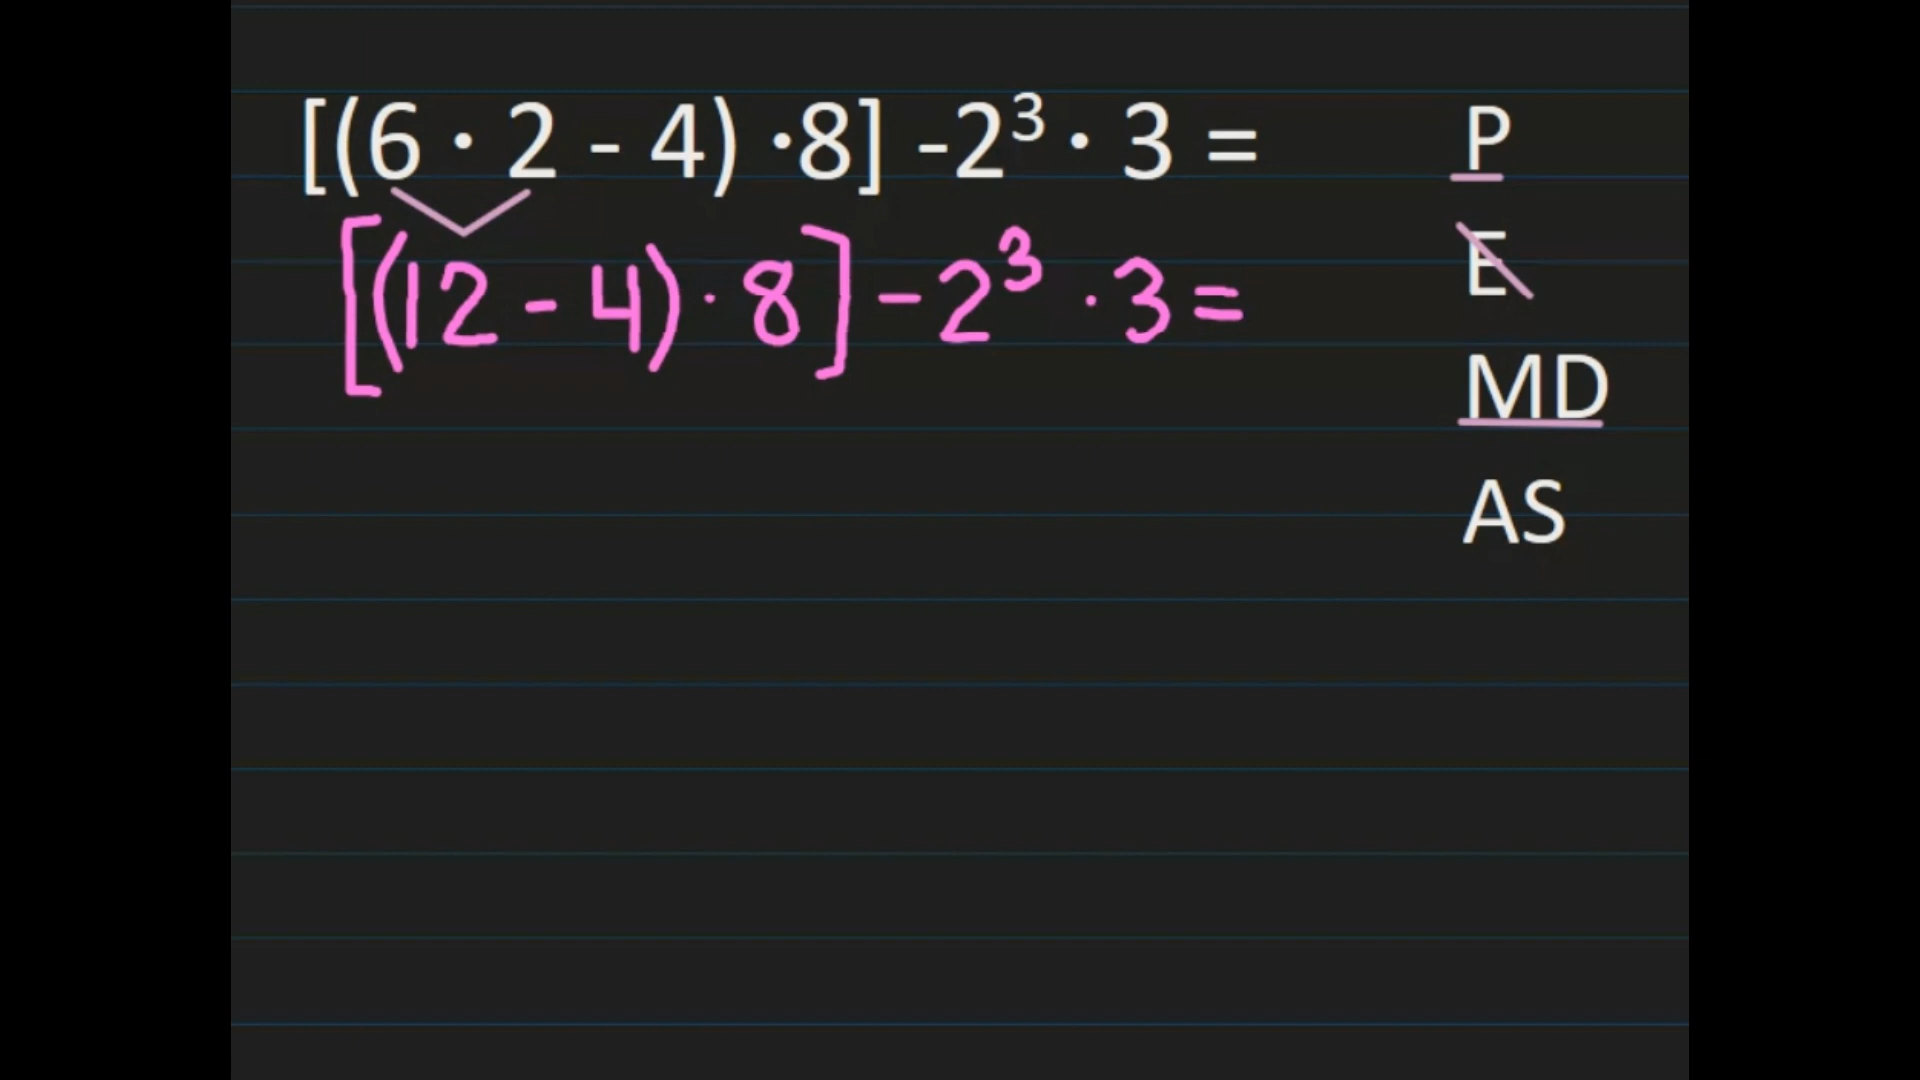 [(6 · 2 - 4) ·8] -2³ · 3 =
[(12 - 4) · 8] - 2³ · 3 =
P
E
MD
AS